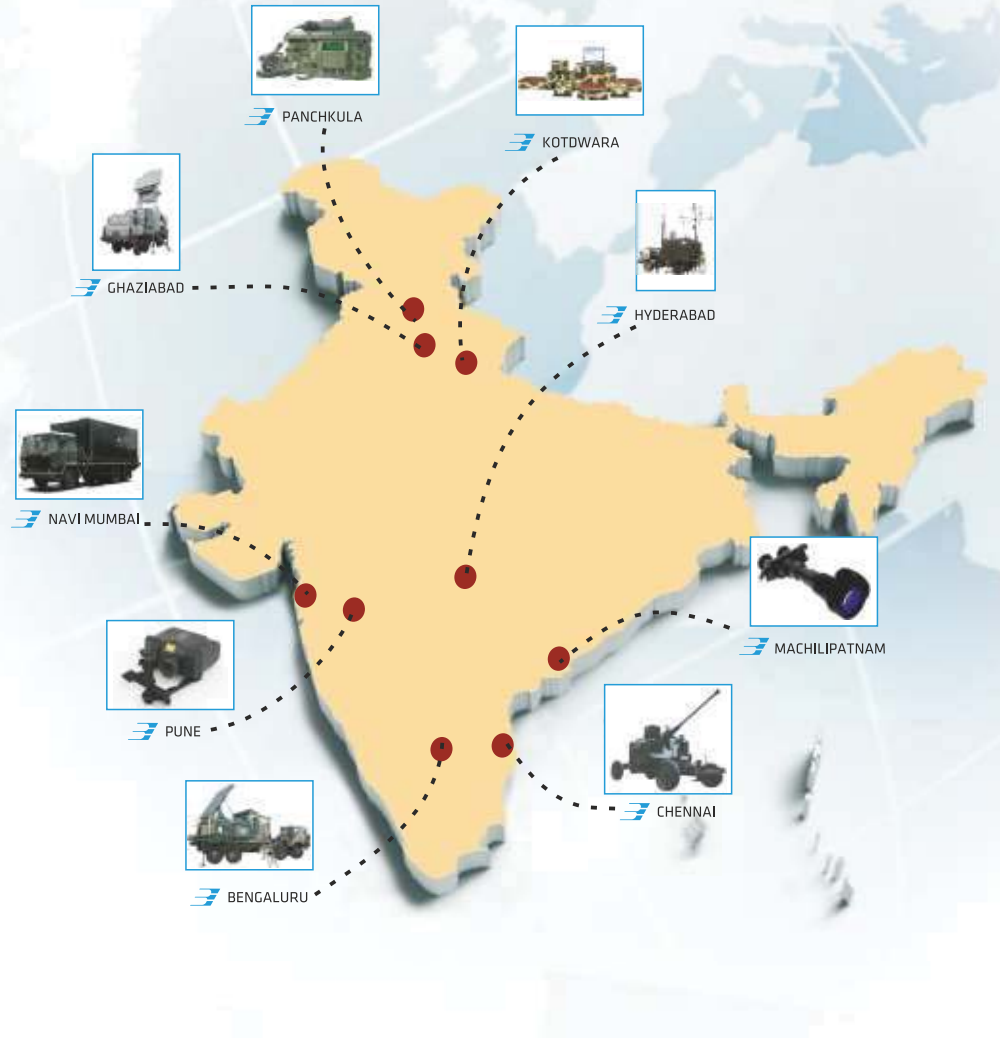 PANCHKULA
KOTDWARA
GHAZIABAD
HYDERABAD
NAVI MUMBAI
MACHILIPATNAM
PUNE
CHENNAI
BENGALURU